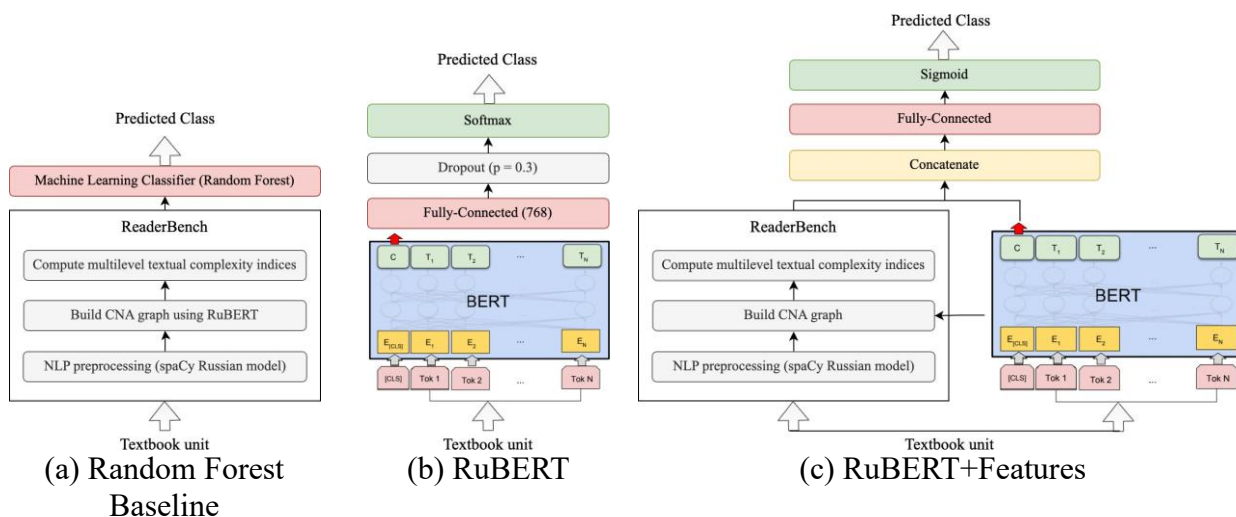 Predicted Class
Machine Learning Classifier (Random Forest)
ReaderBench
Compute multilevel textual complexity indices
Build CNA graph using RuBERT
NLP preprocessing (spaCy Russian model)
Textbook unit
(a) Random Forest
Baseline
Predicted Class
Softmax
Dropout (p = 0.3)
Fully-Connected (768)
C T1 T2 ... TN
BERT
E[CLS] E1 E2 ... EN
[CLS] Tok 1 Tok 2 ... Tok N
Textbook unit
(b) RuBERT
Predicted Class
Sigmoid
Fully-Connected
Concatenate
ReaderBench
Compute multilevel textual complexity indices
Build CNA graph
NLP preprocessing (spaCy Russian model)
C T1 T2 ... TN
BERT
E[CLS] E1 E2 ... EN
[CLS] Tok 1 Tok 2 ... Tok N
Textbook unit
(c) RuBERT+Features